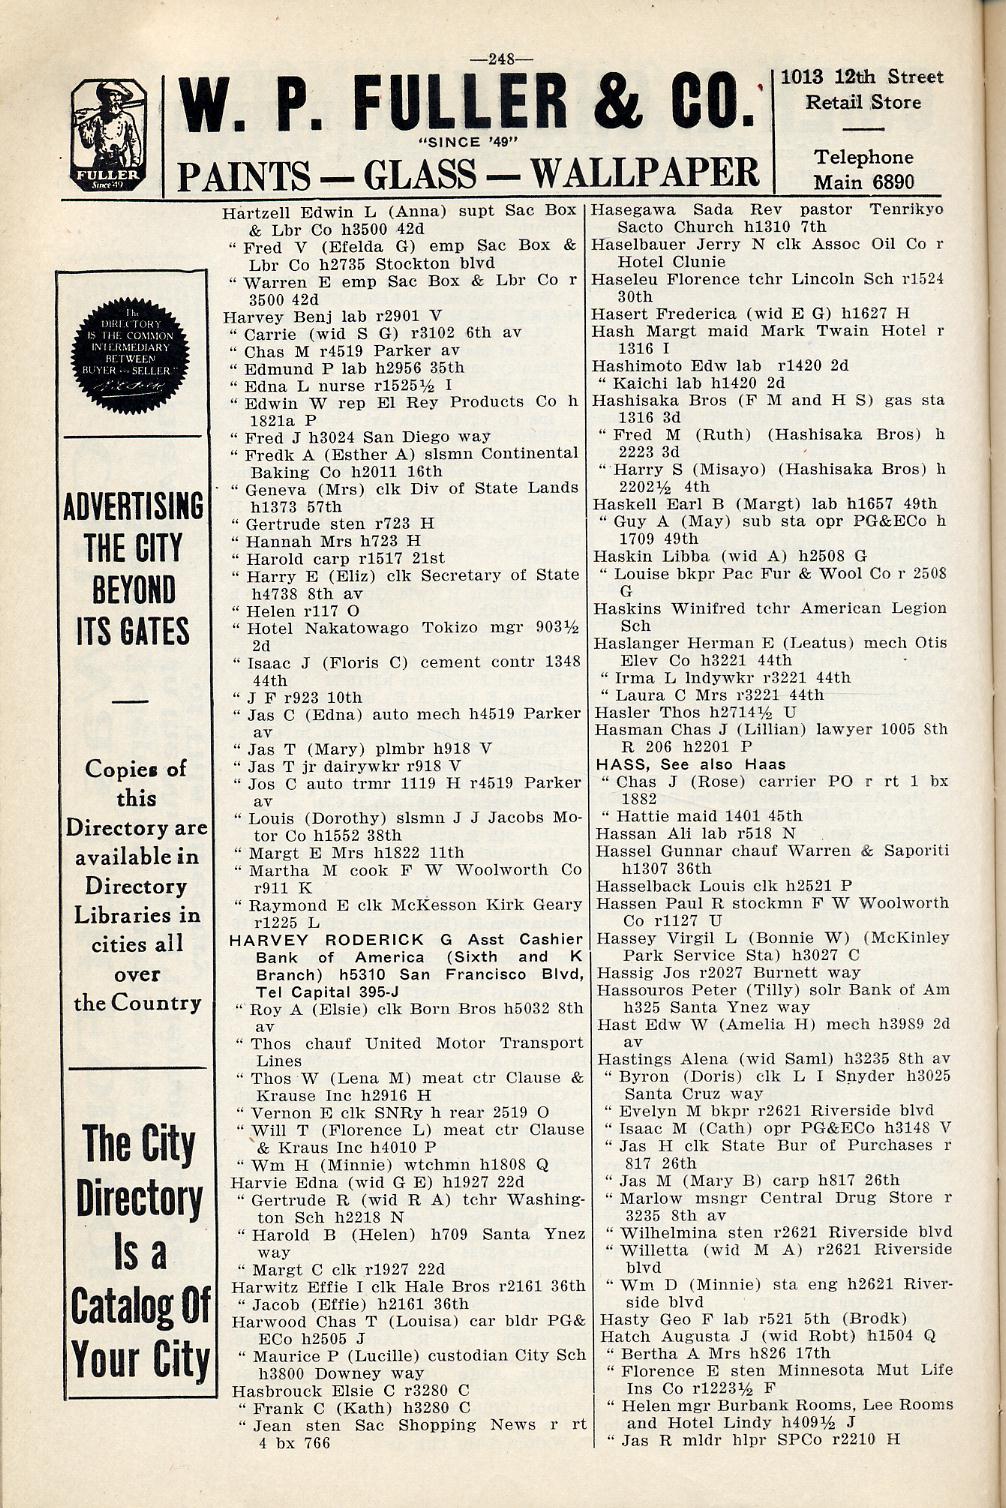 —248—
FULLER
Since '49
W. P. FULLER & CO.
"SINCE '49"
PAINTS — GLASS — WALLPAPER
1013 12th Street
Retail Store
Telephone
Main 6890
The
DIRECTORY
IS THE COMMON
INTERMEDIARY
BETWEEN
BUYER and SELLER
ADVERTISING
THE CITY
BEYOND
ITS GATES
Copies of
this
Directory are
available in
Directory
Libraries in
cities all
over
the Country
The City
Directory
Is a
Catalog Of
Your City
Hartzell Edwin L (Anna) supt Sac Box
& Lbr Co h3500 42d
" Fred V (Efelda G) emp Sac Box &
Lbr Co h2735 Stockton blvd
" Warren E emp Sac Box & Lbr Co r
3500 42d
Harvey Benj lab r2901 V
" Carrie (wid S G) r3102 6th av
" Chas M r4519 Parker av
" Edmund P lab h2956 35th
" Edna L nurse r1525½ I
" Edwin W rep El Rey Products Co h
1821a P
" Fred J h3024 San Diego way
" Fredk A (Esther A) slsmn Continental
Baking Co h2011 16th
" Geneva (Mrs) clk Div of State Lands
h1373 57th
" Gertrude sten r723 H
" Hannah Mrs h723 H
" Harold carp r1517 21st
" Harry E (Eliz) clk Secretary of State
h4738 8th av
" Helen r117 O
" Hotel Nakatowago Tokizo mgr 903½
2d
" Isaac J (Floris C) cement contr 1348
44th
" J F r923 10th
" Jas C (Edna) auto mech h4519 Parker
av
" Jas T (Mary) plmbr h918 V
" Jas T jr dairywkr r918 V
" Jos C auto trmr 1119 H r4519 Parker
av
" Louis (Dorothy) slsmn J J Jacobs Mo-
tor Co h1552 38th
" Margt E Mrs h1822 11th
" Martha M cook F W Woolworth Co
r911 K
" Raymond E clk McKesson Kirk Geary
r1225 L
HARVEY RODERICK G Asst Cashier
Bank of America (Sixth and K
Branch) h5310 San Francisco Blvd,
Tel Capital 395-J
" Roy A (Elsie) clk Born Bros h5032 8th
av
" Thos chauf United Motor Transport
Lines
" Thos W (Lena M) meat ctr Clause &
Krause Inc h2916 H
" Vernon E clk SNRy h rear 2519 O
" Will T (Florence L) meat ctr Clause
& Kraus Inc h4010 P
" Wm H (Minnie) wtchmn h1808 Q
Harvie Edna (wid G E) h1927 22d
" Gertrude R (wid R A) tchr Washing-
ton Sch h2218 N
" Harold B (Helen) h709 Santa Ynez
way
" Margt C clk r1927 22d
Harwitz Effie I clk Hale Bros r2161 36th
" Jacob (Effie) h2161 36th
Harwood Chas T (Louisa) car bldr PG&
ECo h2505 J
" Maurice P (Lucille) custodian City Sch
h3800 Downey way
Hasbrouck Elsie C r3280 C
" Frank C (Kath) h3280 C
" Jean sten Sac Shopping News r rt
4 bx 766
Hasegawa Sada Rev pastor Tenrikyo
Sacto Church h1310 7th
Haselbauer Jerry N clk Assoc Oil Co r
Hotel Clunie
Haseleu Florence tchr Lincoln Sch r1524
30th
Hasert Frederica (wid E G) h1627 H
Hash Margt maid Mark Twain Hotel r
1316 I
Hashimoto Edw lab r1420 2d
" Kaichi lab h1420 2d
Hashisaka Bros (F M and H S) gas sta
1316 3d
" Fred M (Ruth) (Hashisaka Bros) h
2223 3d
" Harry S (Misayo) (Hashisaka Bros) h
2202½ 4th
Haskell Earl B (Margt) lab h1657 49th
" Guy A (May) sub sta opr PG&ECo h
1709 49th
Haskin Libba (wid A) h2508 G
" Louise bkpr Pac Fur & Wool Co r 2508
G
Haskins Winifred tchr American Legion
Sch
Haslanger Herman E (Leatus) mech Otis
Elev Co h3221 44th
" Irma L lndywkr r3221 44th
" Laura C Mrs r3221 44th
Hasler Thos h2714½ U
Hasman Chas J (Lillian) lawyer 1005 8th
R 206 h2201 P
HASS, See also Haas
" Chas J (Rose) carrier PO r rt 1 bx
1882
" Hattie maid 1401 45th
Hassan Ali lab r518 N
Hassel Gunnar chauf Warren & Saporiti
h1307 36th
Hasselback Louis clk h2521 P
Hassen Paul R stockmn F W Woolworth
Co r1127 U
Hassey Virgil L (Bonnie W) (McKinley
Park Service Sta) h3027 C
Hassig Jos r2027 Burnett way
Hassouros Peter (Tilly) solr Bank of Am
h325 Santa Ynez way
Hast Edw W (Amelia H) mech h3989 2d
av
Hastings Alena (wid Saml) h3235 8th av
" Byron (Doris) clk L I Snyder h3025
Santa Cruz way
" Evelyn M bkpr r2621 Riverside blvd
" Isaac M (Cath) opr PG&ECo h3148 V
" Jas H clk State Bur of Purchases r
817 26th
" Jas M (Mary B) carp h817 26th
" Marlow msngr Central Drug Store r
3235 8th av
" Wilhelmina sten r2621 Riverside blvd
" Willetta (wid M A) r2621 Riverside
blvd
" Wm D (Minnie) sta eng h2621 River-
side blvd
Hasty Geo F lab r521 5th (Brodk)
Hatch Augusta J (wid Robt) h1504 Q
" Bertha A Mrs h826 17th
" Florence E sten Minnesota Mut Life
Ins Co r1223½ F
" Helen mgr Burbank Rooms, Lee Rooms
and Hotel Lindy h409½ J
" Jas R mldr hlpr SPCo r2210 H